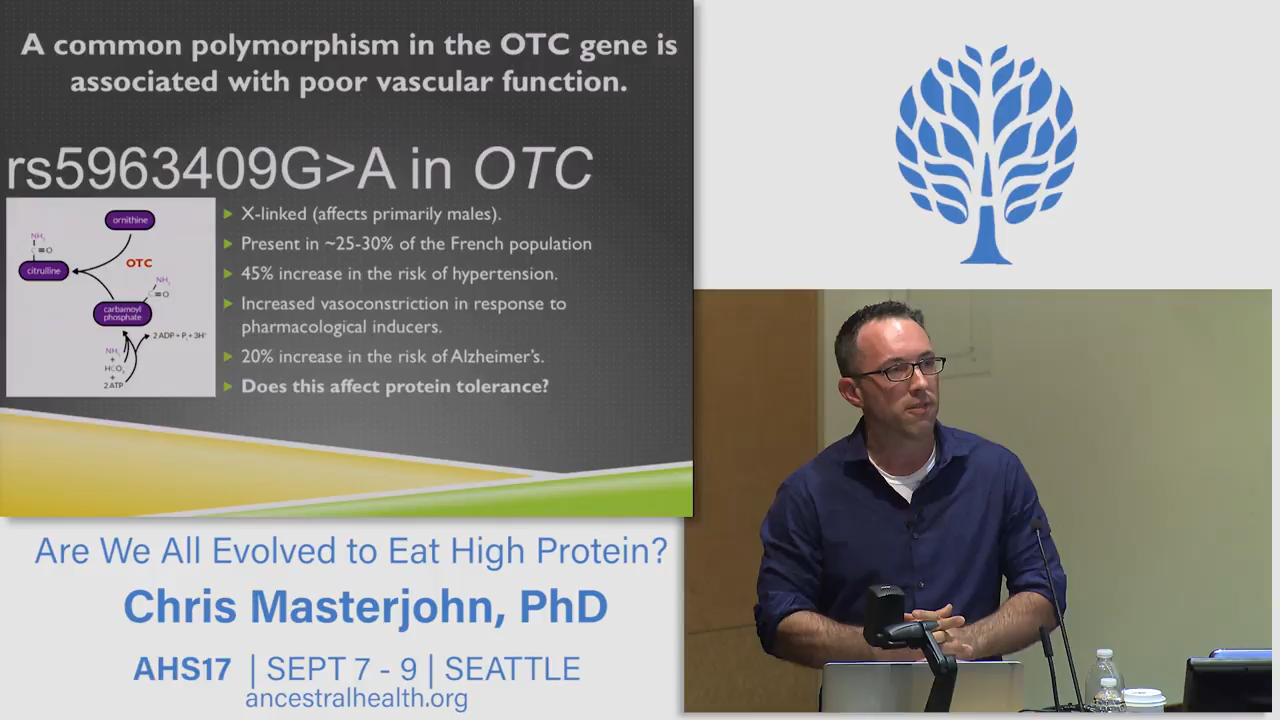 A common polymorphism in the OTC gene is
associated with poor vascular function.
rs5963409G>A in OTC
X-linked (affects primarily males).
Present in ~25-30% of the French population
45% increase in the risk of hypertension.
Increased vasoconstriction in response to
pharmacological inducers.
20% increase in the risk of Alzheimer's.
Does this affect protein tolerance?
ornithine
NH₂
C=O
citrulline
OTC
NH₂
C=O
carbamoyl
phosphate
2 ADP + Pᵢ + 3H⁺
NH₃
+
HCO₃
+
2 ATP
Are We All Evolved to Eat High Protein?
Chris Masterjohn, PhD
AHS17 | SEPT 7 - 9 | SEATTLE
ancestralhealth.org